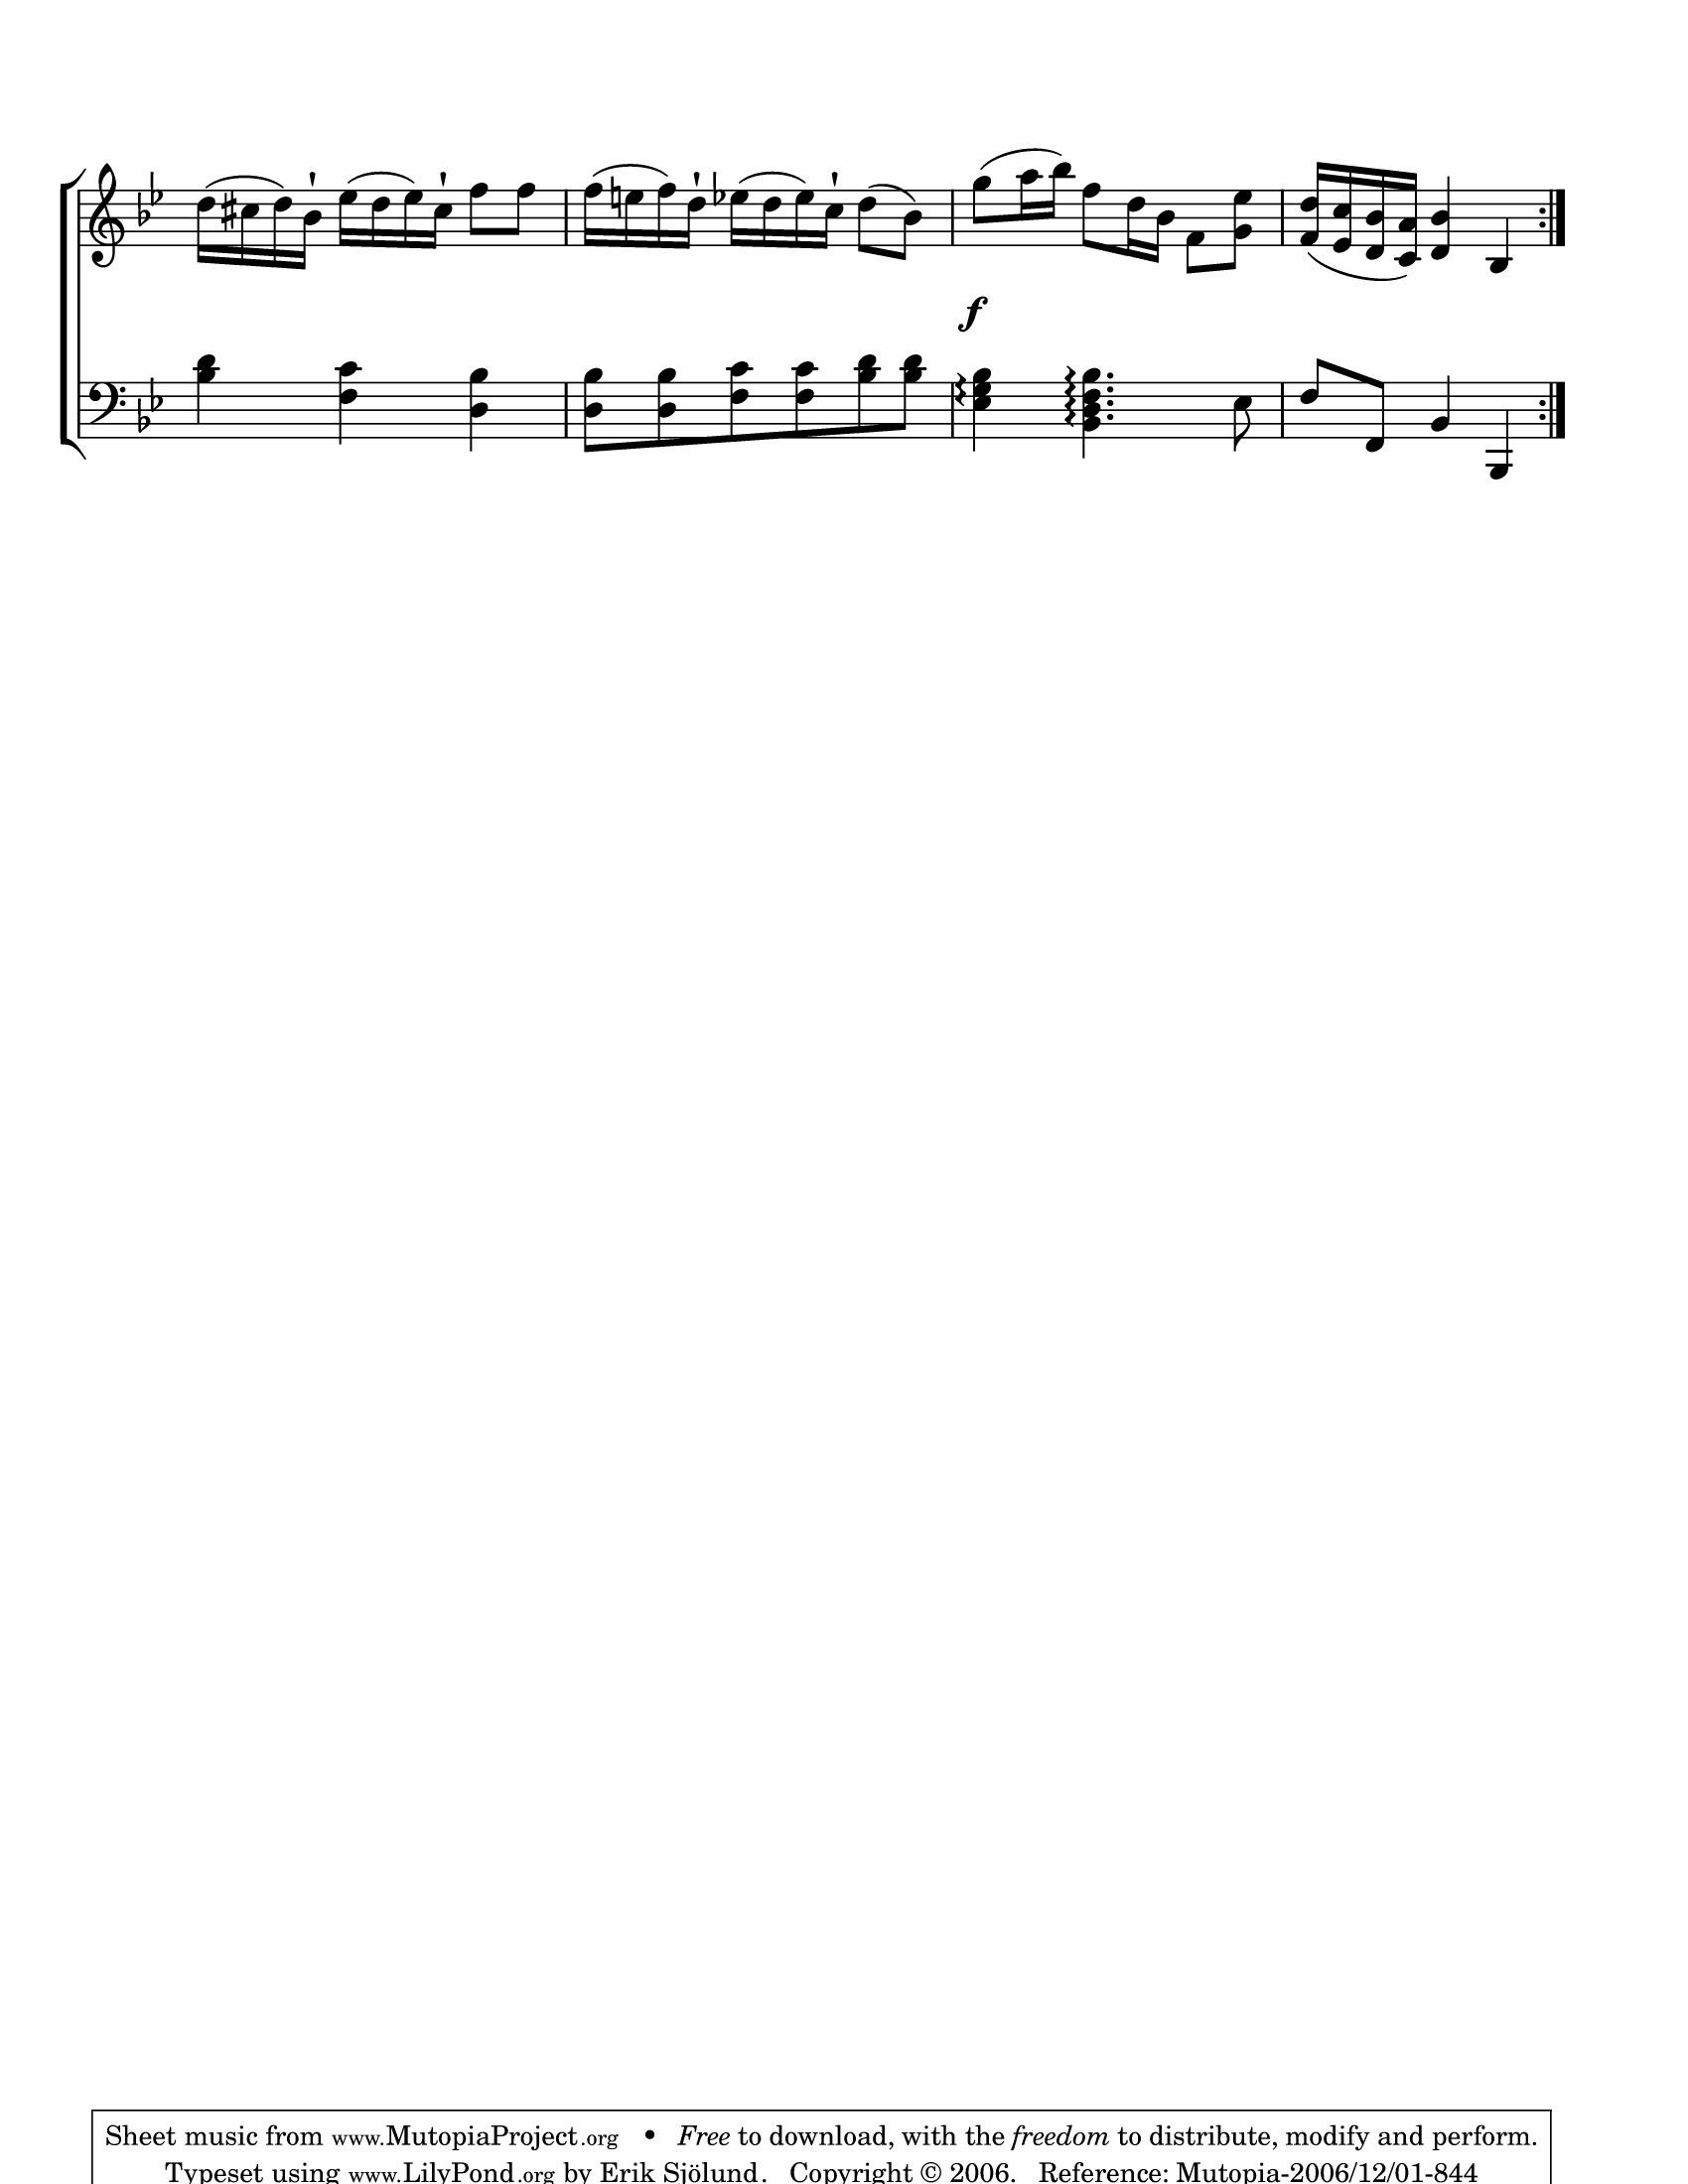 f
Sheet music from www.MutopiaProject.org • Free to download, with the freedom to distribute, modify and perform.
Typeset using www.LilyPond.org by Erik Sjölund. Copyright © 2006. Reference: Mutopia-2006/12/01-844